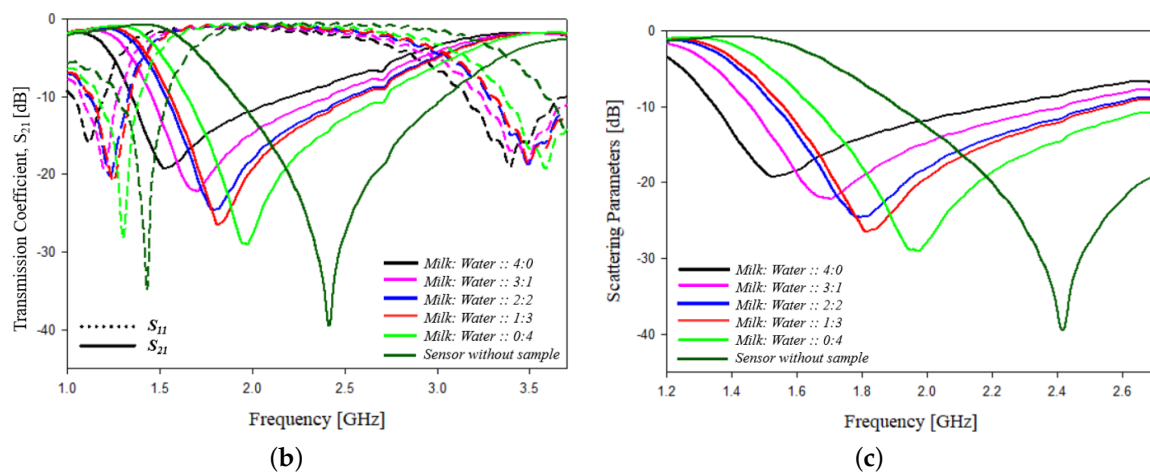 Transmission Coefficient, S21 [dB]
0
-10
-20
-30
-40
S11
S21
Milk: Water :: 4:0
Milk: Water :: 3:1
Milk: Water :: 2:2
Milk: Water :: 1:3
Milk: Water :: 0:4
Sensor without sample
1.0 1.5 2.0 2.5 3.0 3.5
Frequency [GHz]
(b)
Scattering Parameters [dB]
0
-10
-20
-30
-40
Milk: Water :: 4:0
Milk: Water :: 3:1
Milk: Water :: 2:2
Milk: Water :: 1:3
Milk: Water :: 0:4
Sensor without sample
1.2 1.4 1.6 1.8 2.0 2.2 2.4 2.6
Frequency [GHz]
(c)